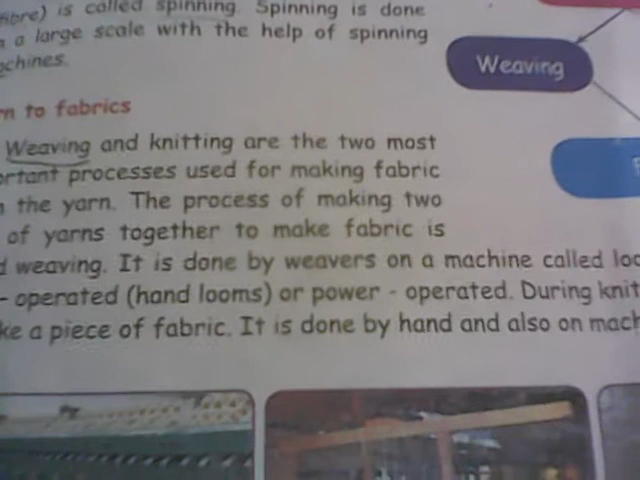 is called spinning. Spinning is done
a large scale with the help of spinning
Weaving
to fabrics
Weaving and knitting are the two most
processes used for making fabric
the yarn. The process of making two
of yarns together to make fabric is
weaving. It is done by weavers on a machine called
- operated (hand looms) or power - operated. During
a piece of fabric. It is done by hand and also on